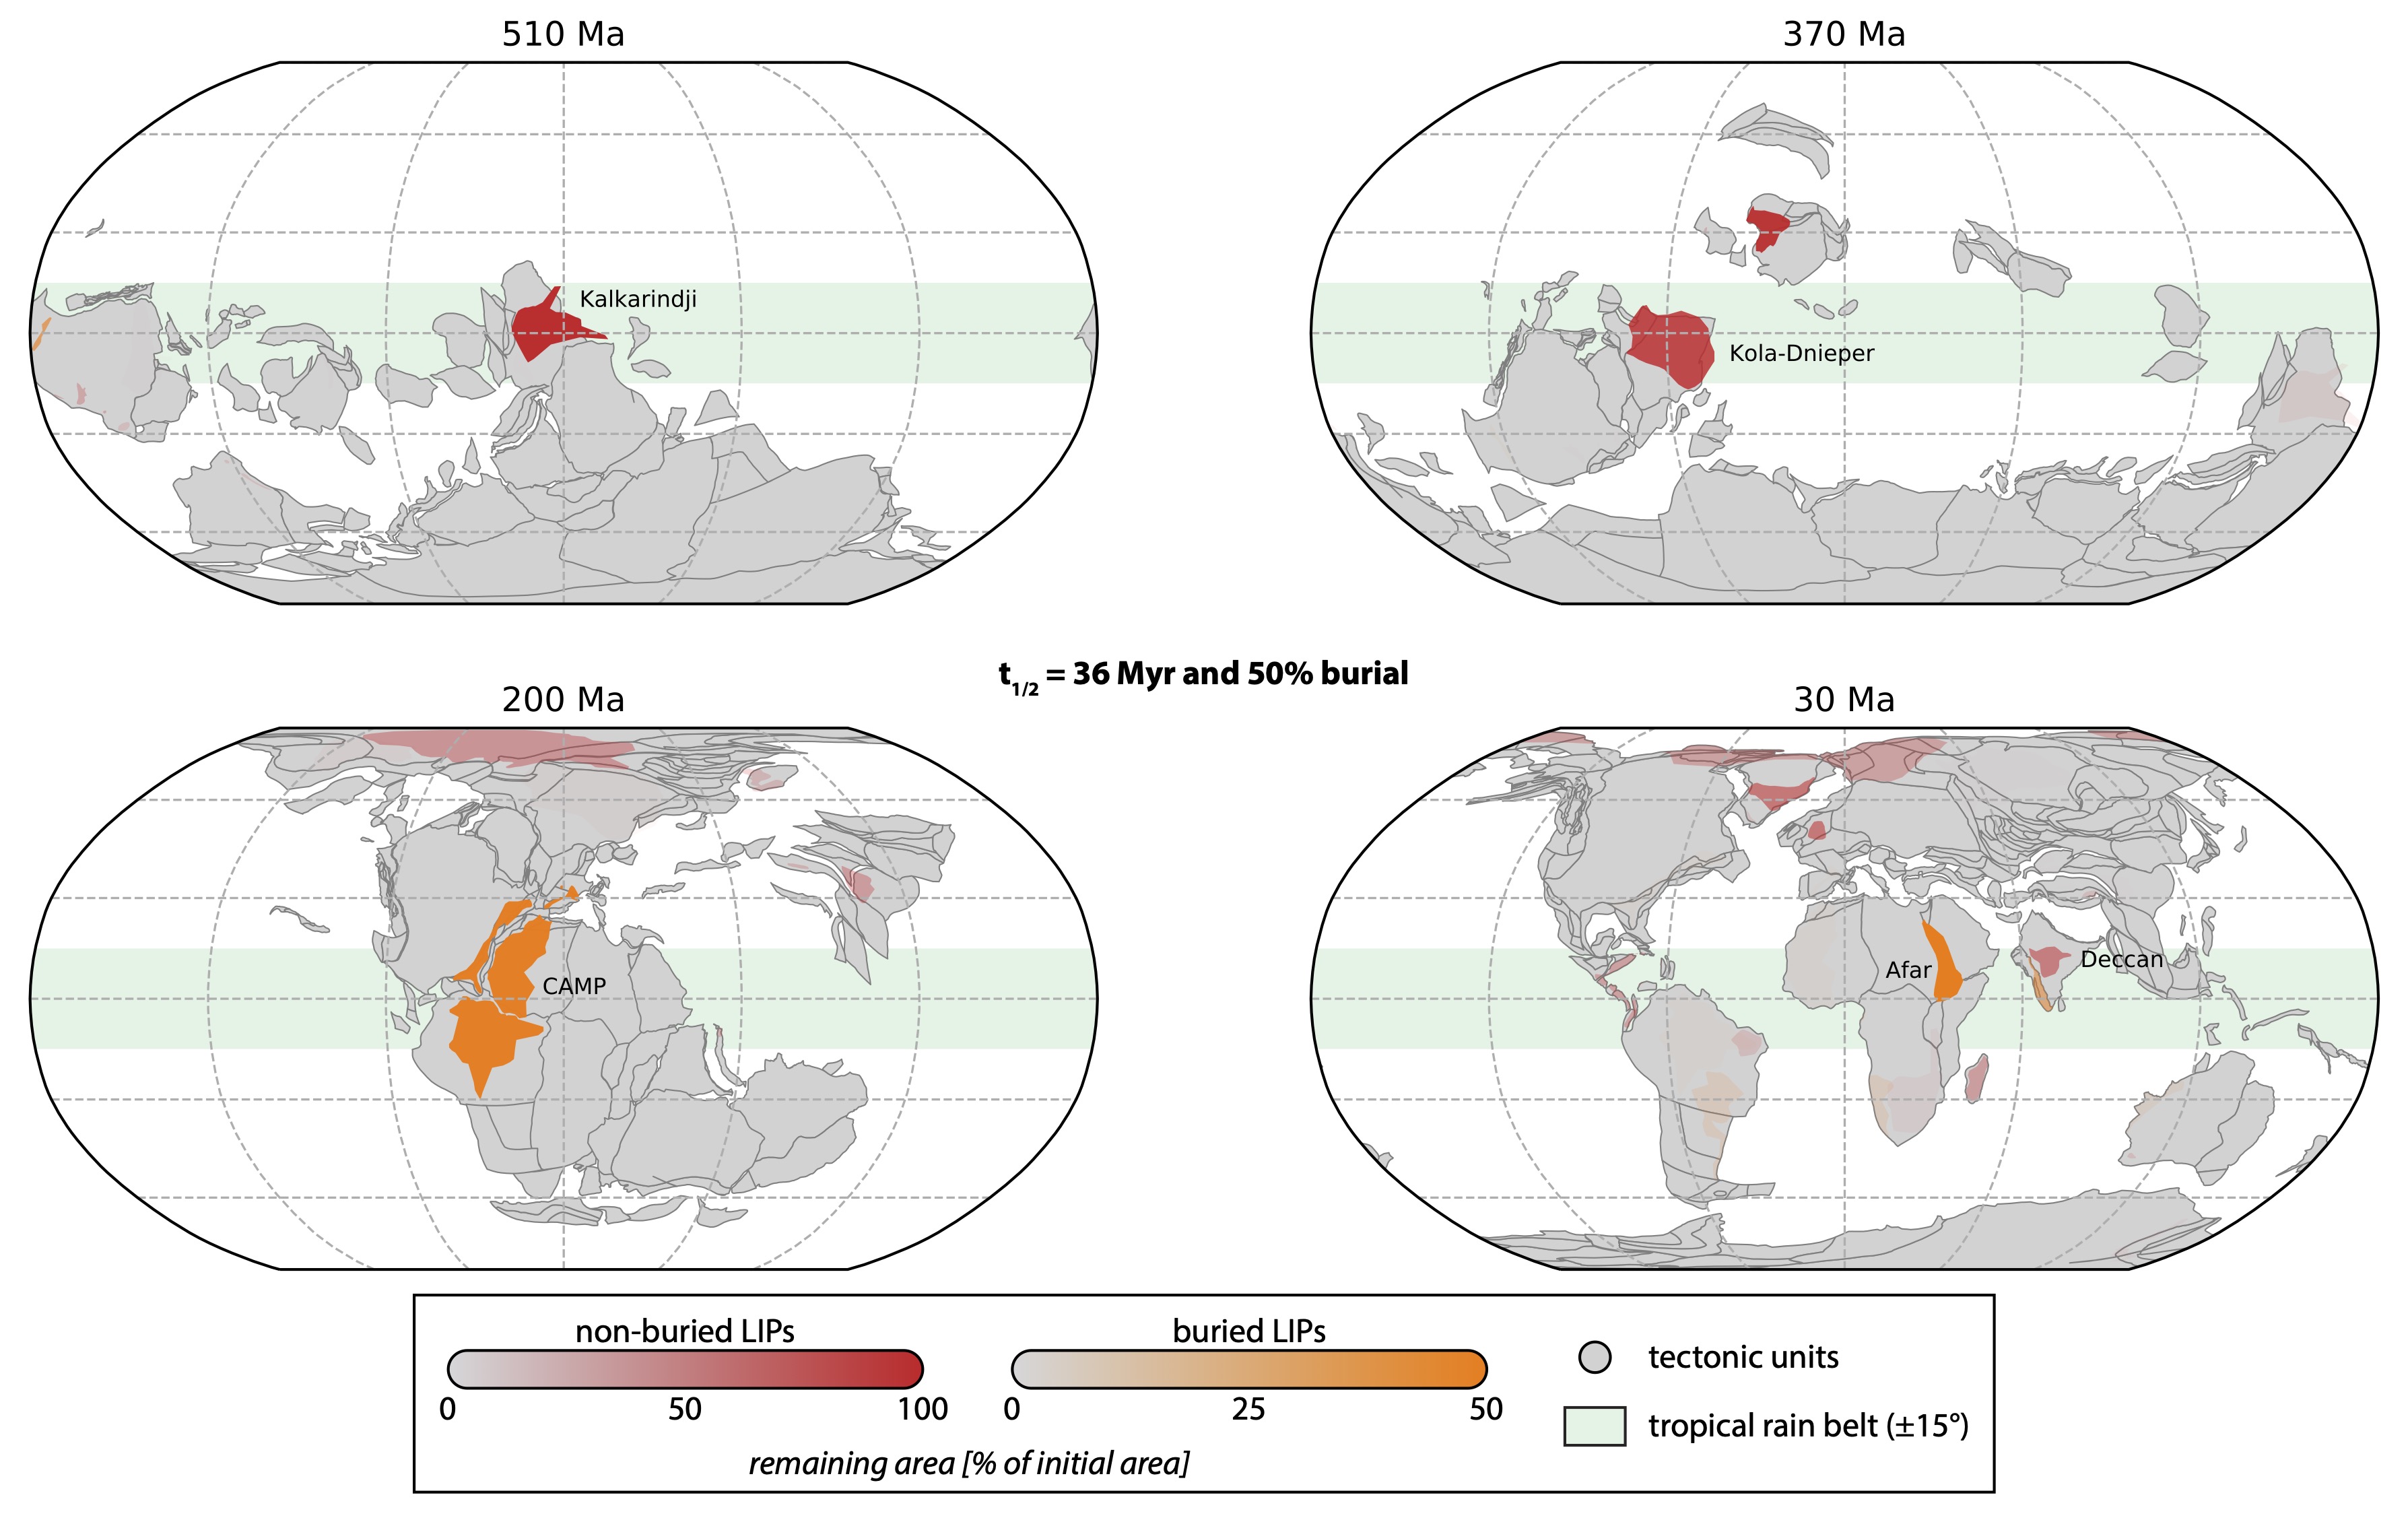 510 Ma
370 Ma
Kalkarindji
Kola-Dnieper
t1/2 = 36 Myr and 50% burial
200 Ma
30 Ma
CAMP
Afar
Deccan
non-buried LIPs
buried LIPs
tectonic units
0 50 100
0 25 50
tropical rain belt (±15°)
remaining area [% of initial area]